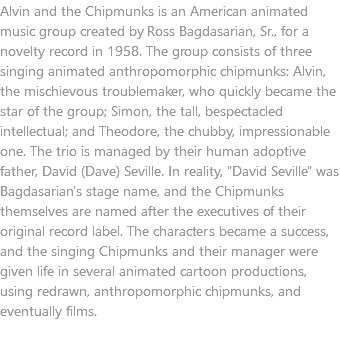 Alvin and the Chipmunks is an American animated
music group created by Ross Bagdasarian, Sr., for a
novelty record in 1958. The group consists of three
singing animated anthropomorphic chipmunks: Alvin,
the mischievous troublemaker, who quickly became the
star of the group; Simon, the tall, bespectacled
intellectual; and Theodore, the chubby, impressionable
one. The trio is managed by their human adoptive
father, David (Dave) Seville. In reality, "David Seville" was
Bagdasarian's stage name, and the Chipmunks
themselves are named after the executives of their
original record label. The characters became a success,
and the singing Chipmunks and their manager were
given life in several animated cartoon productions,
using redrawn, anthropomorphic chipmunks, and
eventually films.